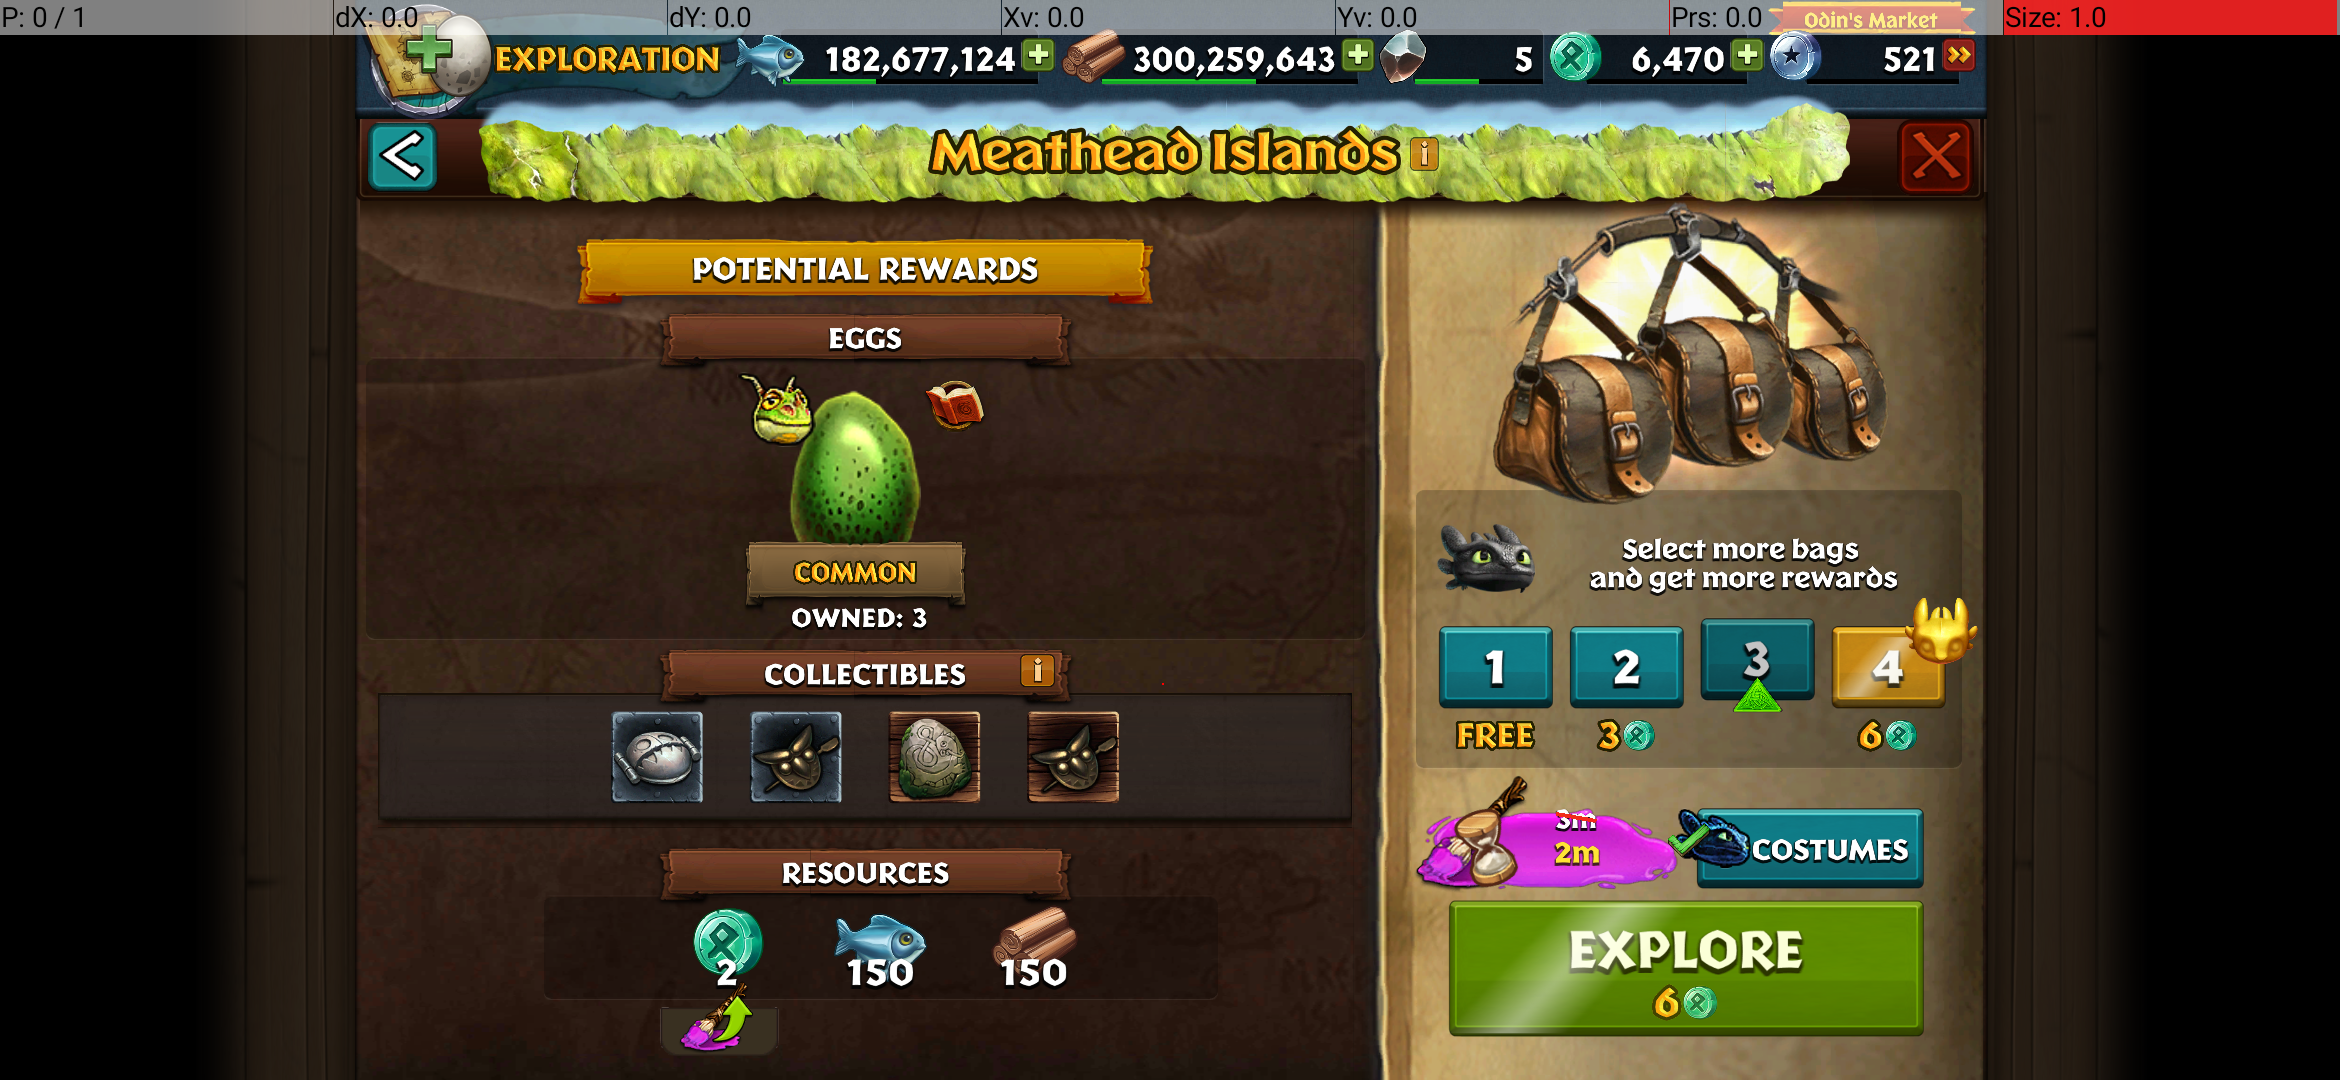 P: 0 / 1
dX: 0.0
dY: 0.0
Xv: 0.0
Yv: 0.0
Prs: 0.0
Odin's Market
Size: 1.0
EXPLORATION
182,677,124
300,259,643
5
6,470
521
Meathead Islands
i
POTENTIAL REWARDS
EGGS
COMMON
OWNED: 3
COLLECTIBLES
i
RESOURCES
2
150
150
Select more bags
and get more rewards
1
2
3
4
FREE
3
6
3m
2m
COSTUMES
EXPLORE
6